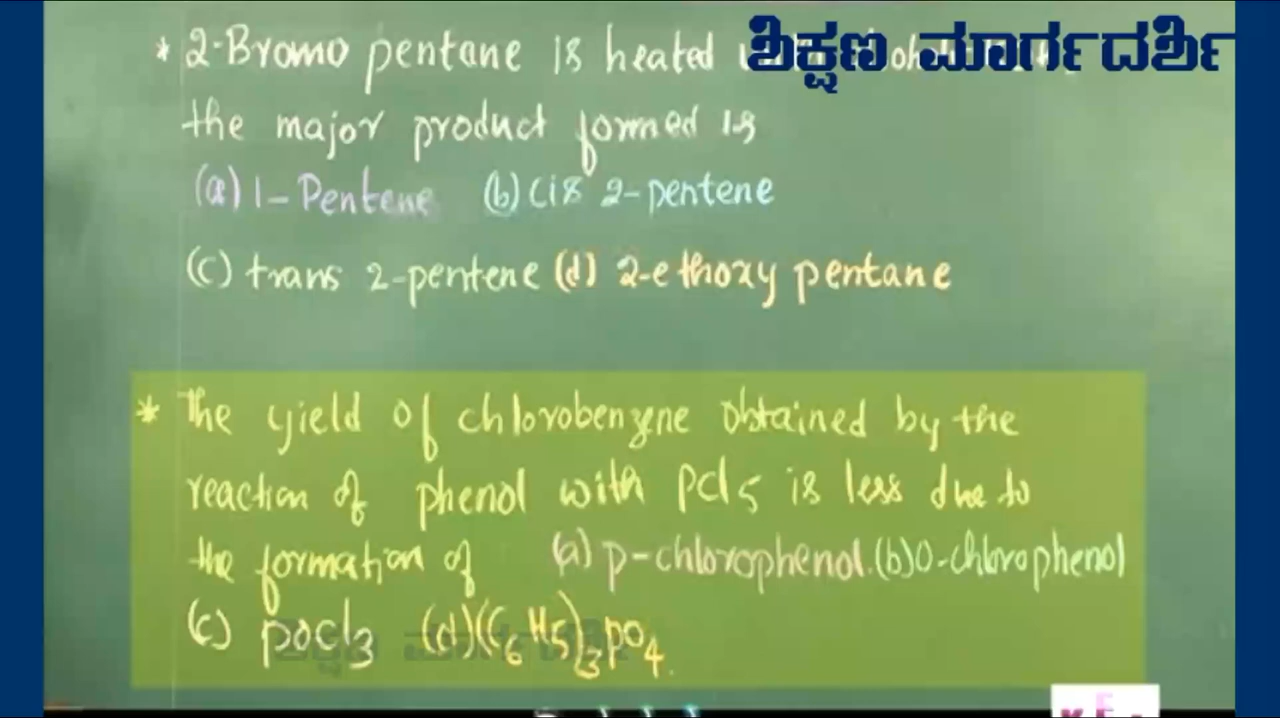 ಶಿಕ್ಷಣ ಮಾರ್ಗದರ್ಶಿ
* 2-Bromo pentane is heated
the major product formed is
(a) 1-Pentene (b) cis 2-pentene
(c) trans 2-pentene (d) 2-ethoxy pentane
* The yield of chlorobenzene obtained by the
reaction of phenol with PCl5 is less due to
the formation of (a) p-chlorophenol. (b) O-chlorophenol
(c) POCl3 (d) (C6H5)3PO4.